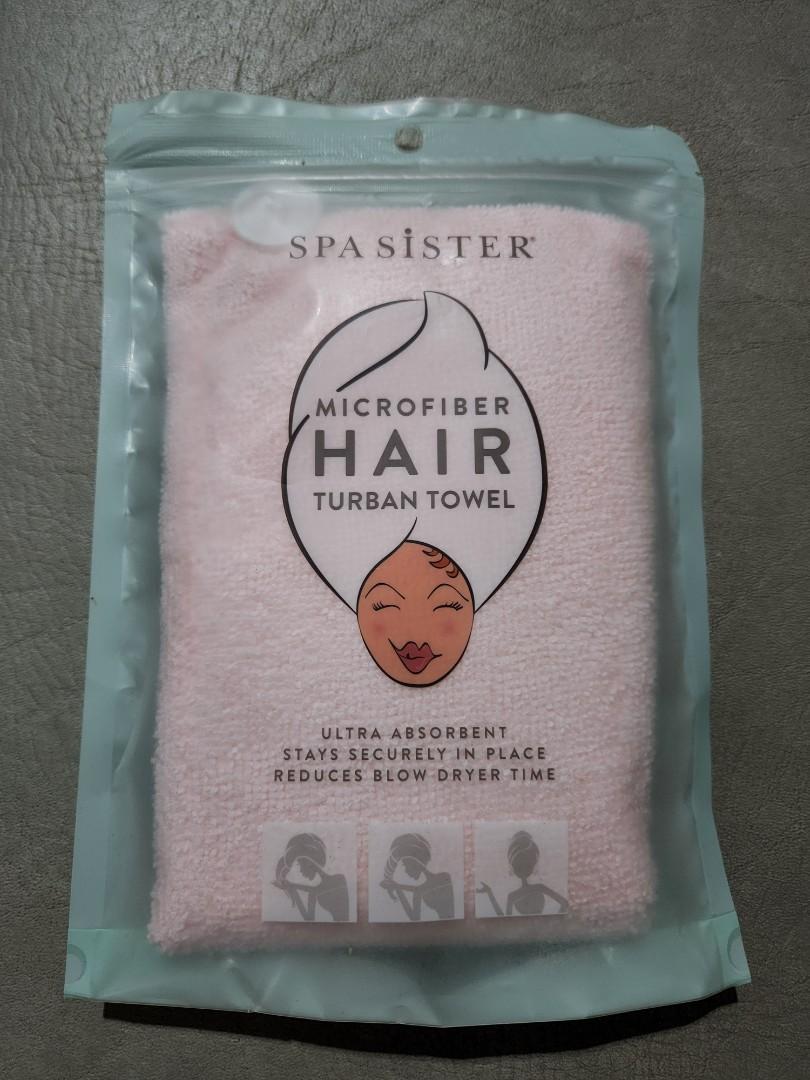 SPA SiSTER®
MICROFIBER
HAIR
TURBAN TOWEL
ULTRA ABSORBENT
STAYS SECURELY IN PLACE
REDUCES BLOW DRYER TIME